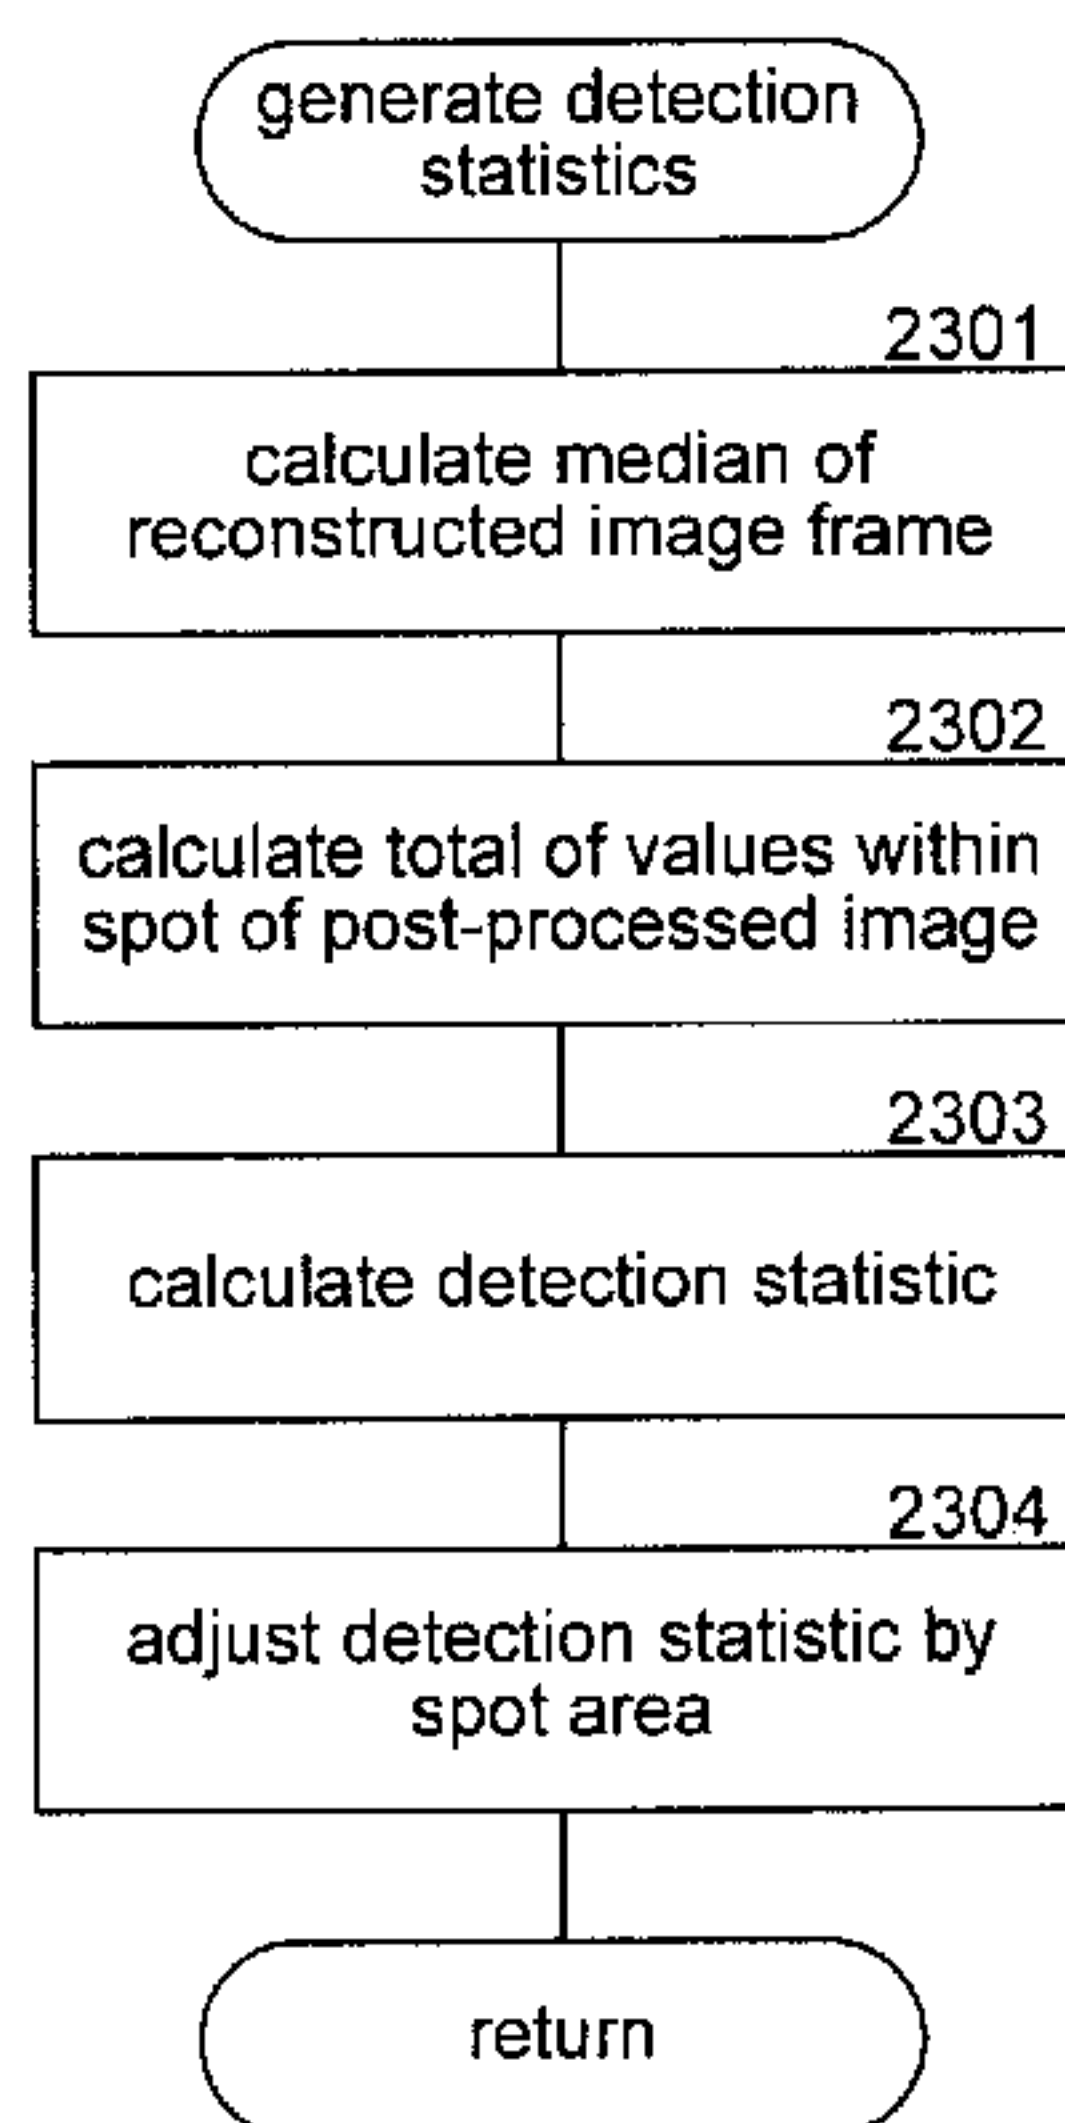 generate detection
statistics
2301
calculate median of
reconstructed image frame
2302
calculate total of values within
spot of post-processed image
2303
calculate detection statistic
2304
adjust detection statistic by
spot area
return